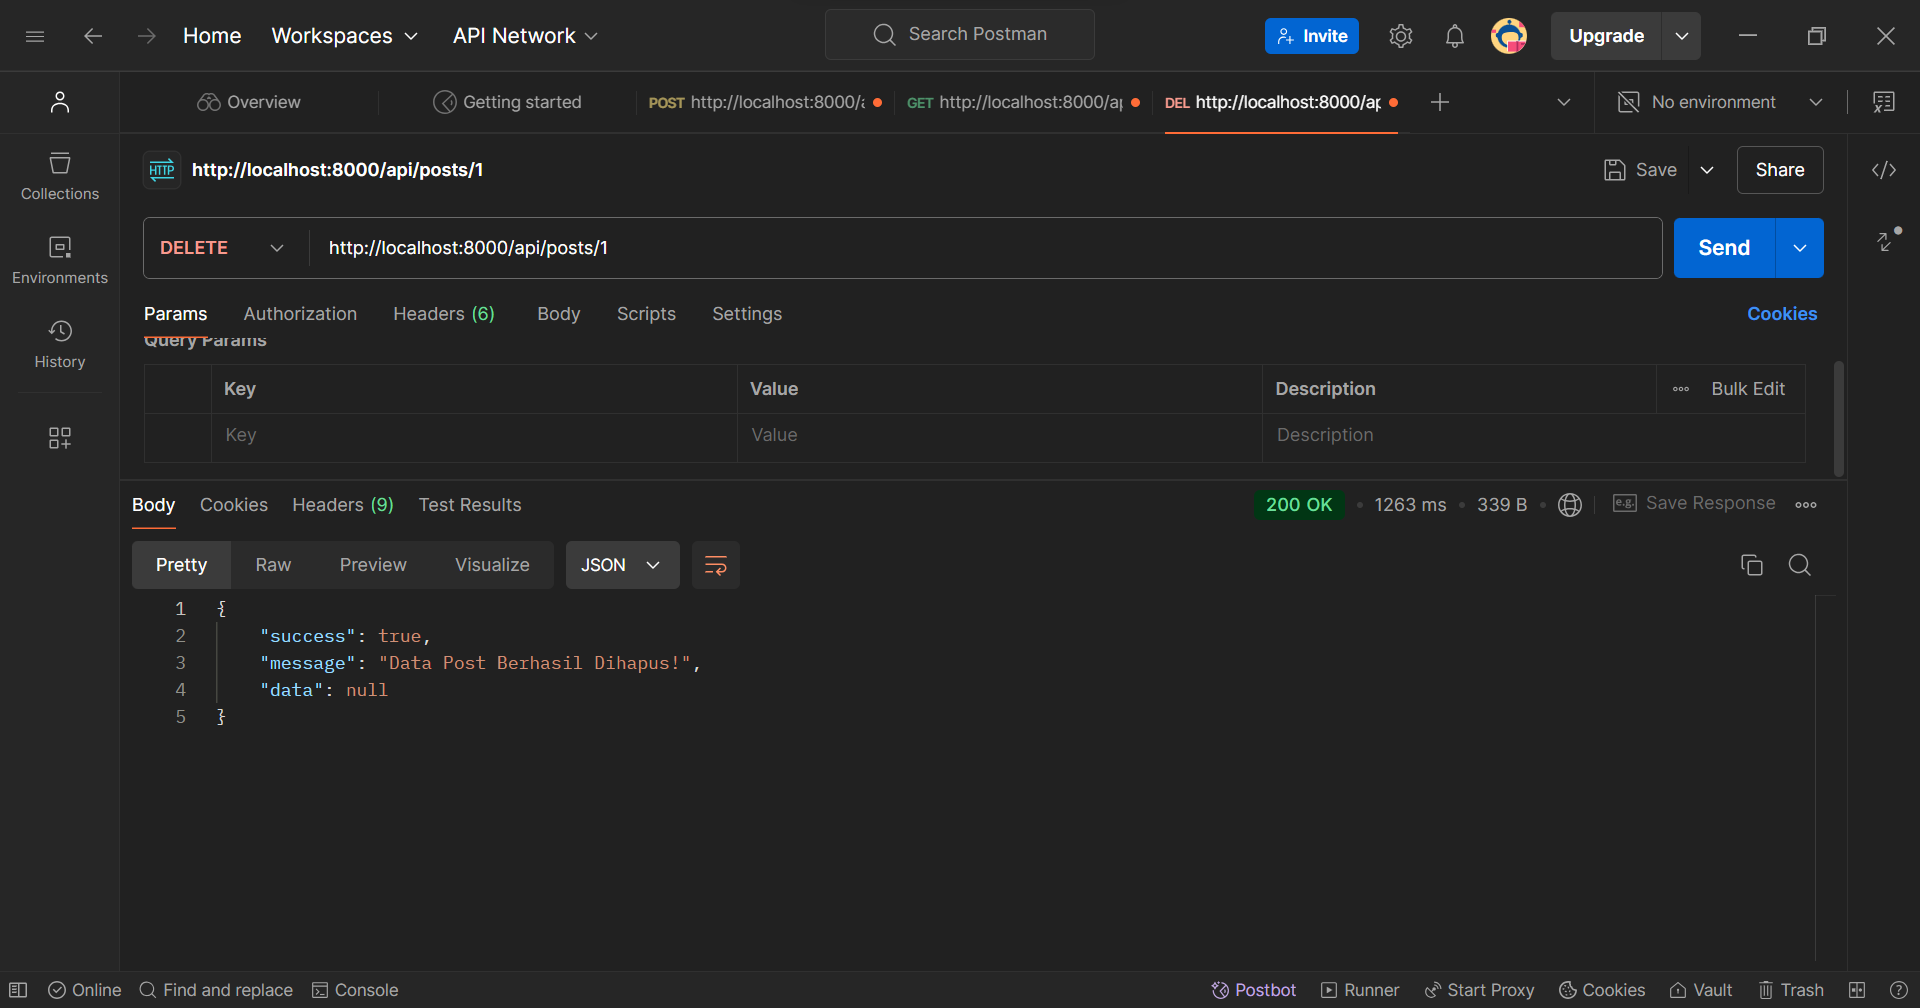 Home Workspaces API Network Search Postman Invite Upgrade
Overview Getting started POST http://localhost:8000/a GET http://localhost:8000/ap DEL http://localhost:8000/ap No environment
HTTP http://localhost:8000/api/posts/1 Save Share
Collections
DELETE http://localhost:8000/api/posts/1 Send
Environments
Params Authorization Headers (6) Body Scripts Settings Cookies
Query Params
History
Key Value Description Bulk Edit
Key Value Description
Body Cookies Headers (9) Test Results 200 OK 1263 ms 339 B e.g. Save Response
Pretty Raw Preview Visualize JSON
1 {
2 "success": true,
3 "message": "Data Post Berhasil Dihapus!",
4 "data": null
5 }
Online Find and replace Console Postbot Runner Start Proxy Cookies Vault Trash